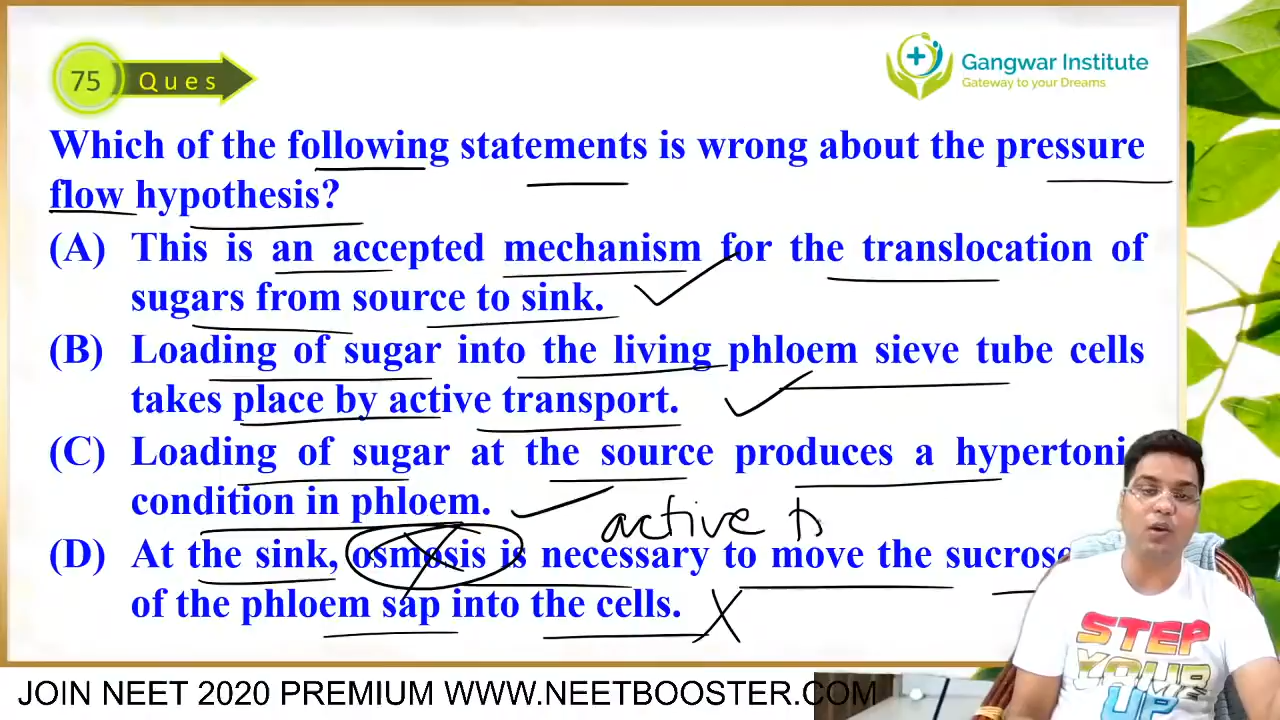 75 Ques
Gangwar Institute
Gateway to your Dreams
Which of the following statements is wrong about the pressure
flow hypothesis?
(A) This is an accepted mechanism for the translocation of
sugars from source to sink.
(B) Loading of sugar into the living phloem sieve tube cells
takes place by active transport.
(C) Loading of sugar at the source produces a hypertoni
condition in phloem.
active t
(D) At the sink, osmosis is necessary to move the sucrose
of the phloem sap into the cells.
STEP
YOUR
UP
JOIN NEET 2020 PREMIUM WWW.NEETBOOSTER.COM